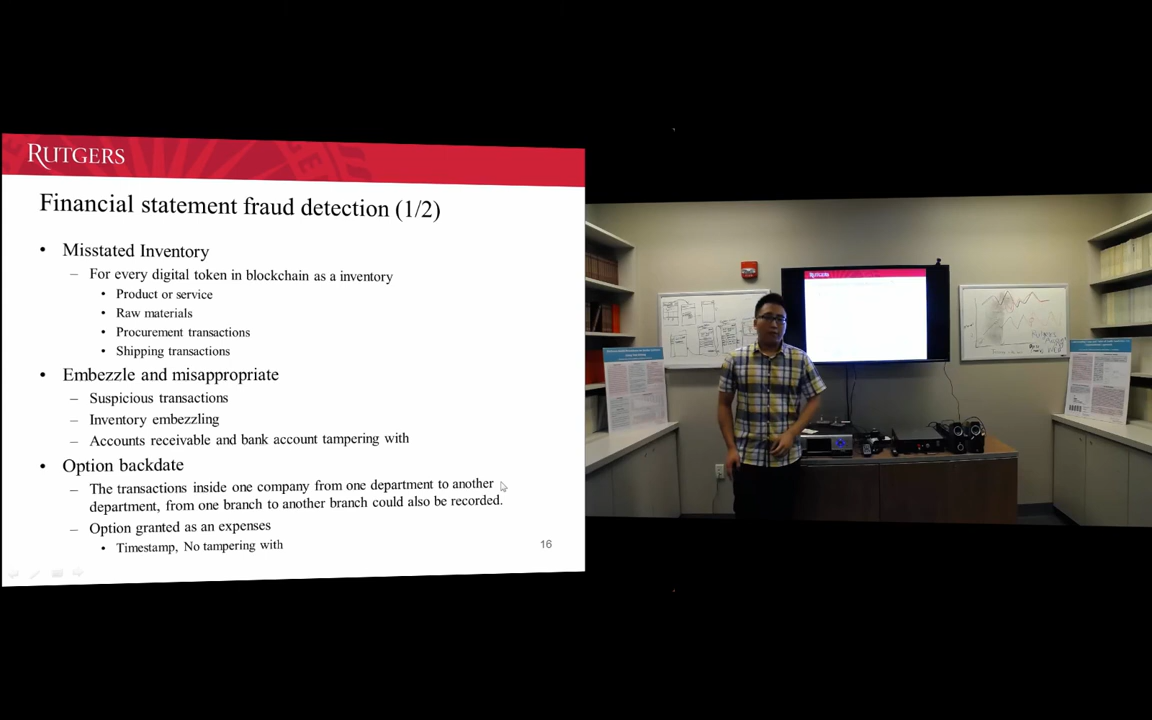 RUTGERS
Financial statement fraud detection (1/2)
• Misstated Inventory
– For every digital token in blockchain as a inventory
• Product or service
• Raw materials
• Procurement transactions
• Shipping transactions
• Embezzle and misappropriate
– Suspicious transactions
– Inventory embezzling
– Accounts receivable and bank account tampering with
• Option backdate
– The transactions inside one company from one department to another
department, from one branch to another branch could also be recorded.
– Option granted as an expenses
• Timestamp, No tampering with
16
RUTGERS